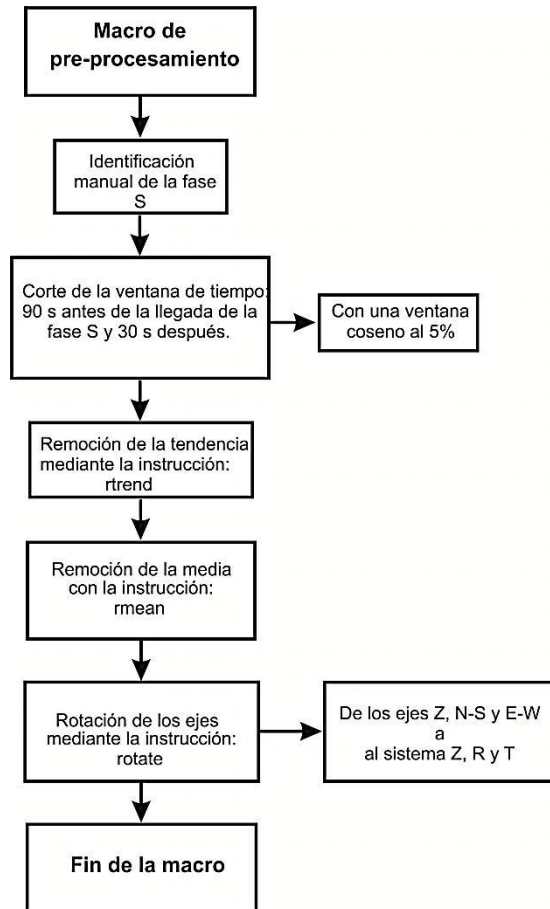 Macro de
pre-procesamiento
Identificación
manual de la fase
S
Corte de la ventana de tiempo:
90 s antes de la llegada de la
fase S y 30 s después.
Con una ventana
coseno al 5%
Remoción de la tendencia
mediante la instrucción:
rtrend
Remoción de la media
con la instrucción:
rmean
Rotación de los ejes
mediante la instrucción:
rotate
De los ejes Z, N-S y E-W
a
al sistema Z, R y T
Fin de la macro